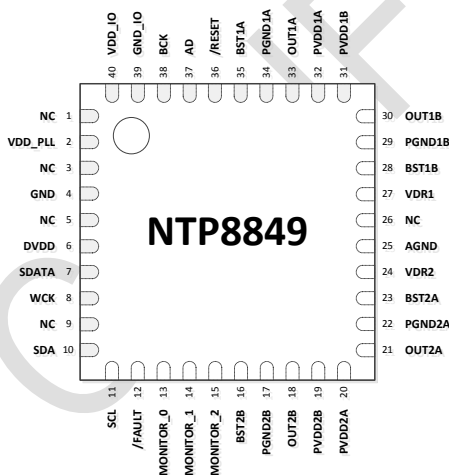 VDD_IO
GND_IO
BCK
AD
/RESET
BST1A
PGND1A
OUT1A
PVDD1A
PVDD1B
40 39 38 37 36 35 34 33 32 31
NC 1
VDD_PLL 2
NC 3
GND 4
NC 5
DVDD 6
SDATA 7
WCK 8
NC 9
SDA 10
NTP8849
30 OUT1B
29 PGND1B
28 BST1B
27 VDR1
26 NC
25 AGND
24 VDR2
23 BST2A
22 PGND2A
21 OUT2A
11 12 13 14 15 16 17 18 19 20
SCL
/FAULT
MONITOR_0
MONITOR_1
MONITOR_2
BST2B
PGND2B
OUT2B
PVDD2B
PVDD2A